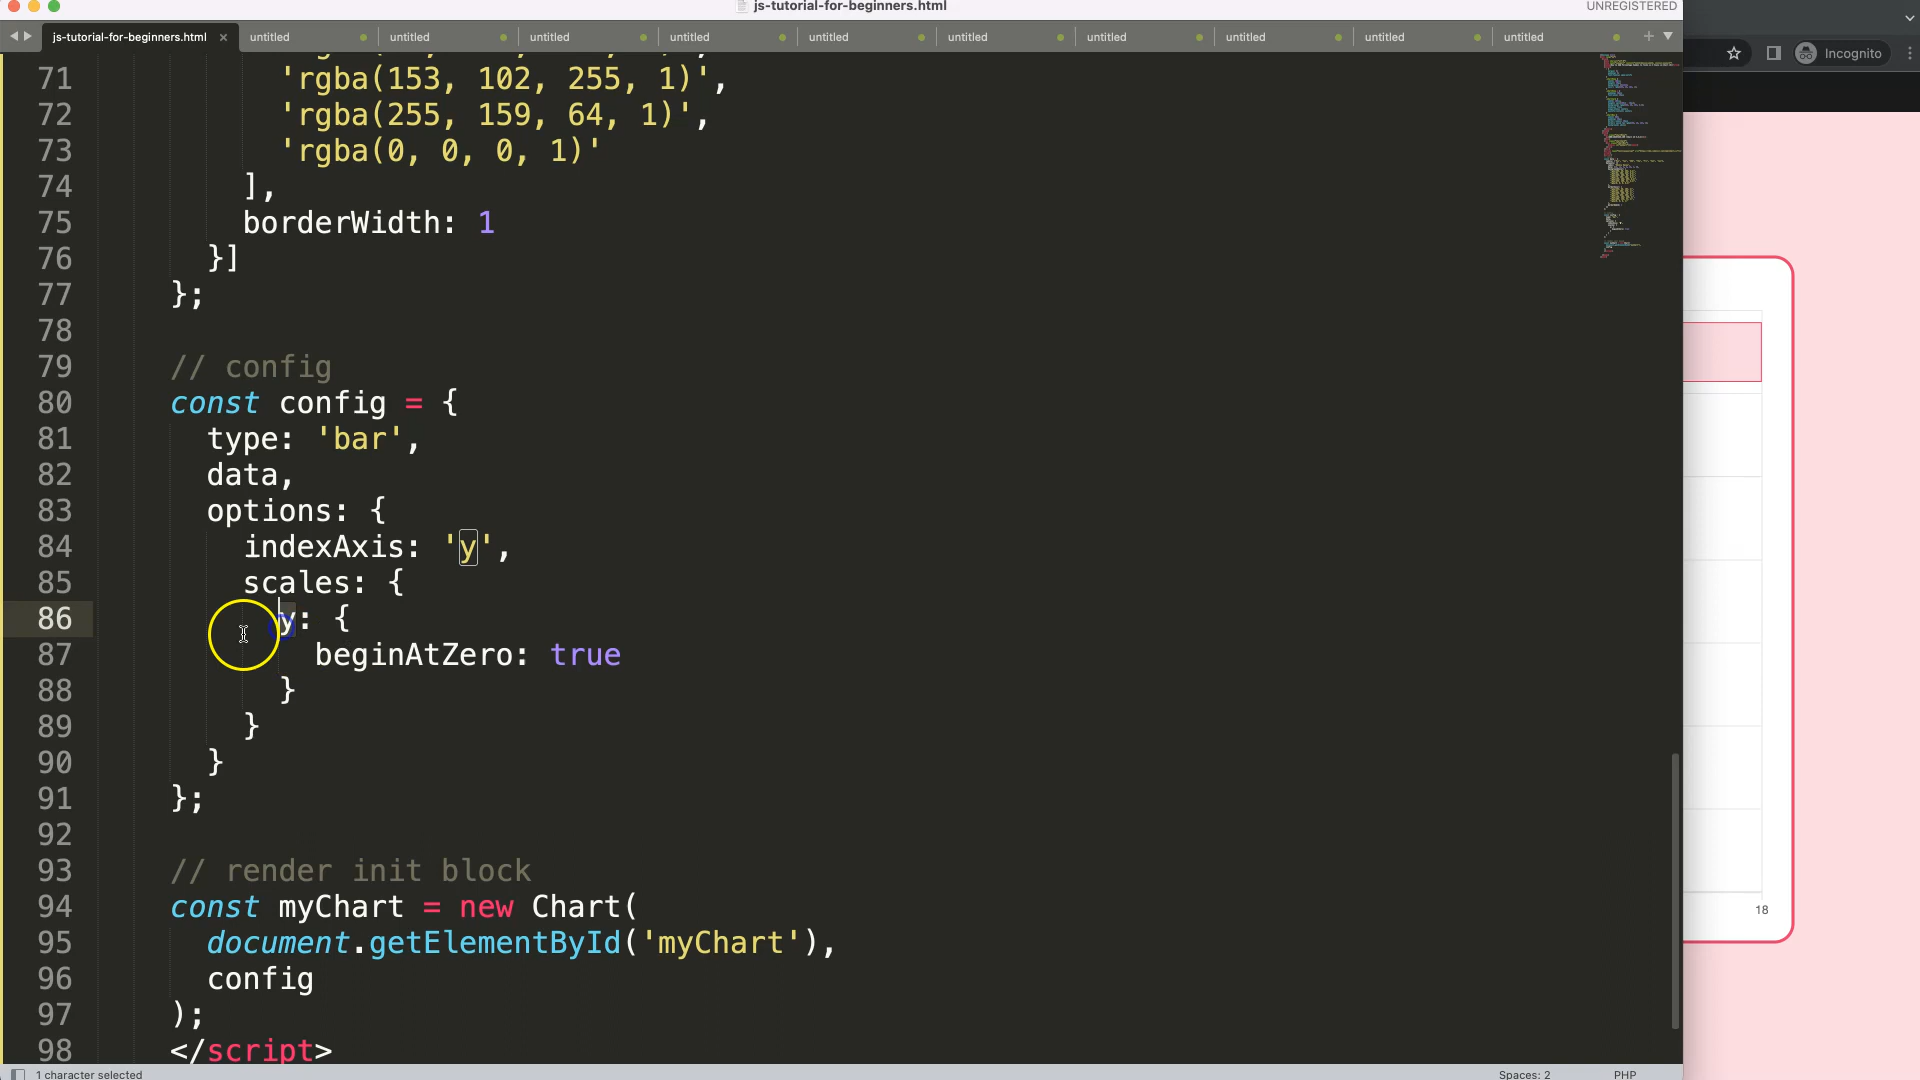 js-tutorial-for-beginners.html
UNREGISTERED
js-tutorial-for-beginners.html × untitled untitled untitled untitled untitled untitled untitled untitled untitled untitled
Incognito
71 'rgba(153, 102, 255, 1)',
72 'rgba(255, 159, 64, 1)',
73 'rgba(0, 0, 0, 1)'
74 ],
75 borderWidth: 1
76 }]
77 };
78
79 // config
80 const config = {
81 type: 'bar',
82 data,
83 options: {
84 indexAxis: 'y',
85 scales: {
86 y: {
87 beginAtZero: true
88 }
89 }
90 }
91 };
92
93 // render init block
94 const myChart = new Chart(
95 document.getElementById('myChart'),
96 config
97 );
98 </script>
18
1 character selected
Spaces: 2
PHP